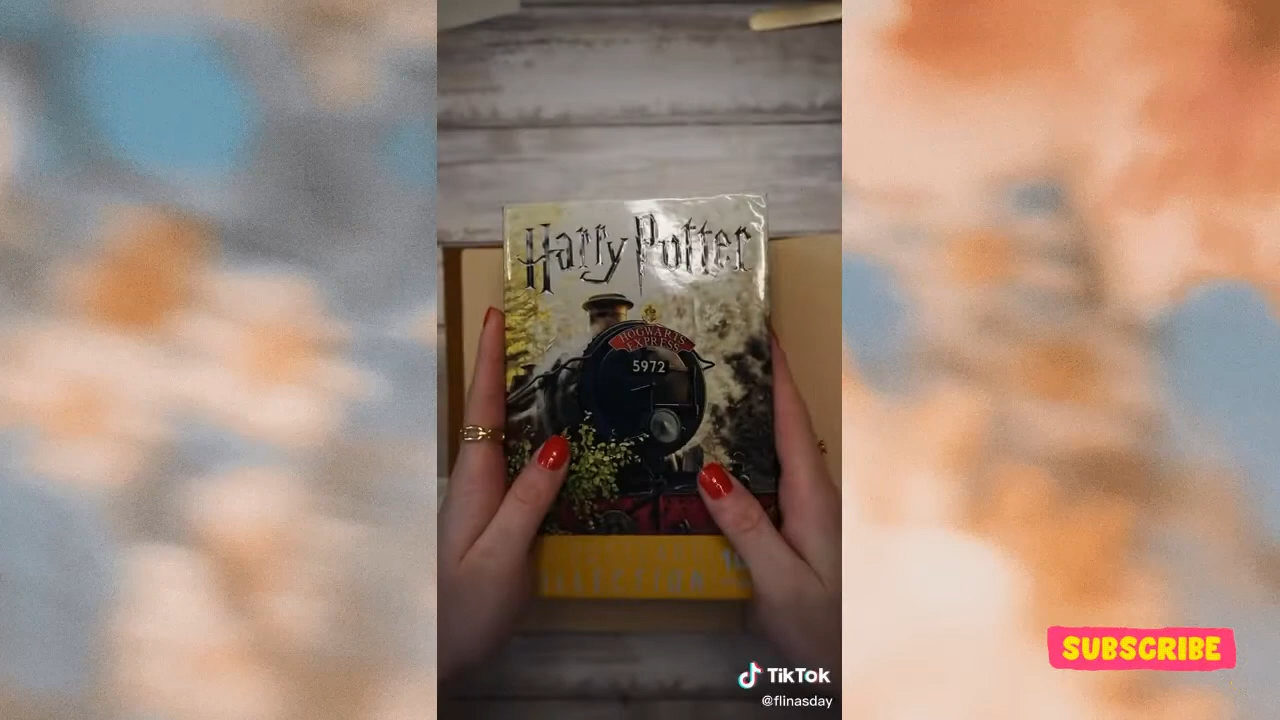 Harry Potter
HOGWARTS
EXPRESS
5972
TikTok
@flinasday
SUBSCRIBE